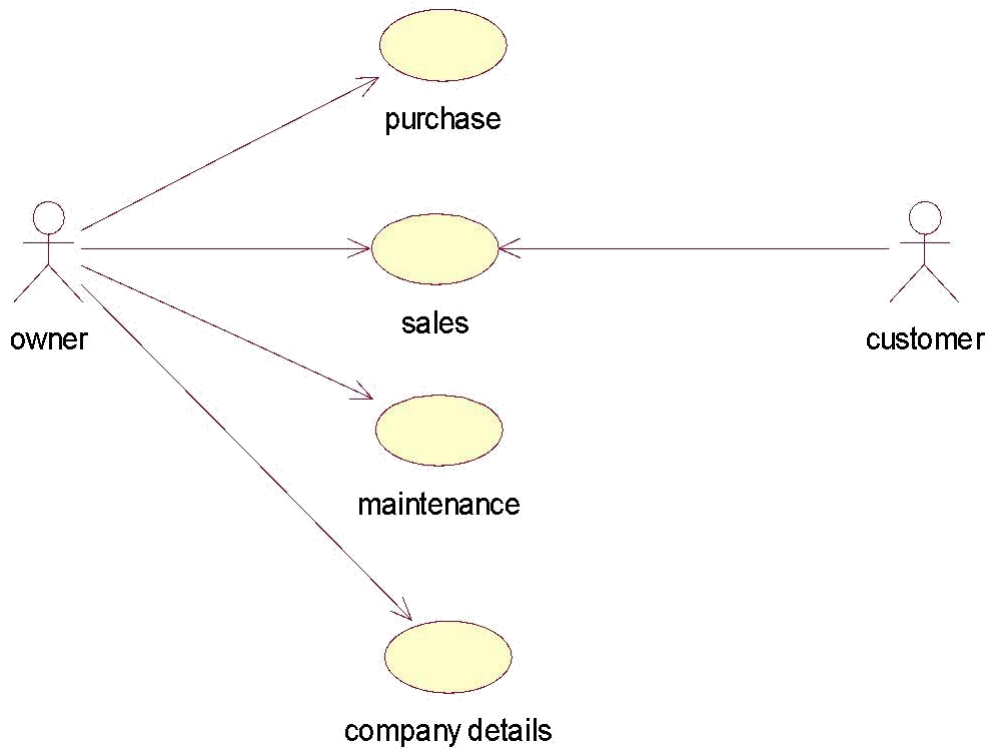 purchase
sales
owner
customer
maintenance
company details